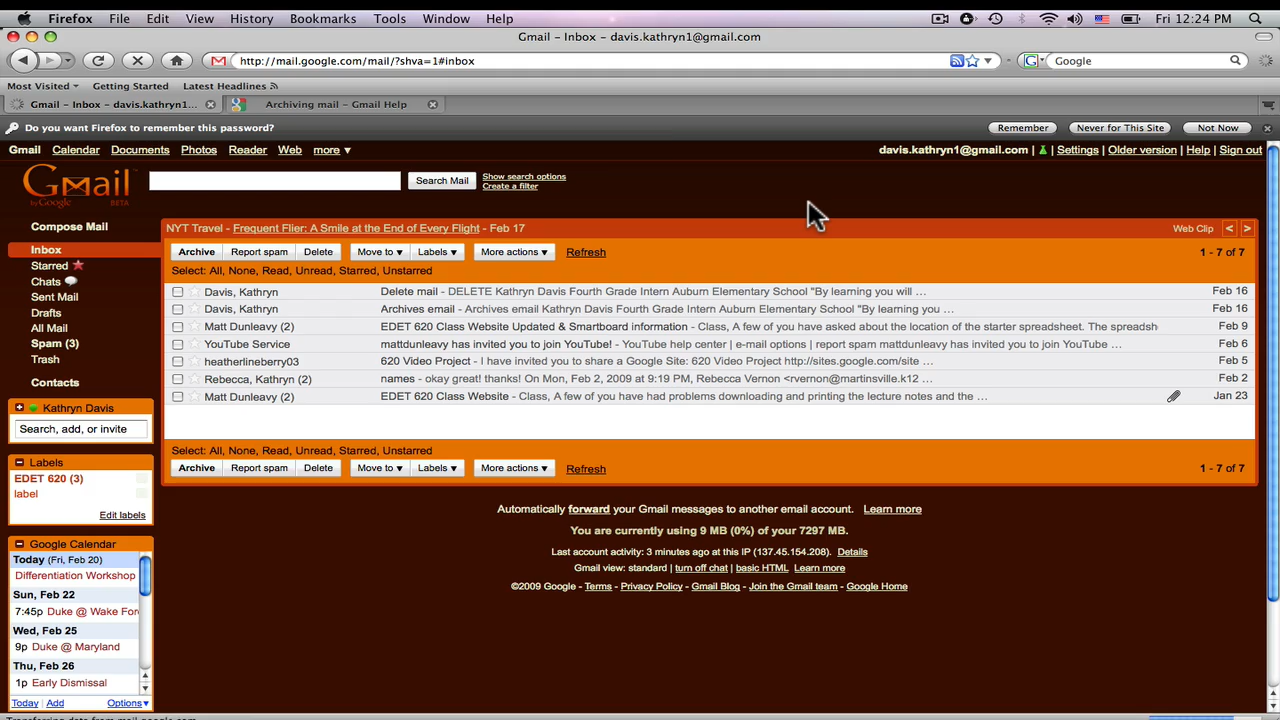 Firefox File Edit View History Bookmarks Tools Window Help Fri 12:24 PM
Gmail – Inbox – davis.kathryn1@gmail.com
http://mail.google.com/mail/?shva=1#inbox Google
Most Visited Getting Started Latest Headlines
Gmail – Inbox – davis.kathryn1... Archiving mail – Gmail Help
Do you want Firefox to remember this password? Remember Never for This Site Not Now
Gmail Calendar Documents Photos Reader Web more ▼ davis.kathryn1@gmail.com | Settings | Older version | Help | Sign out
Gmail by Google BETA
Search Mail Show search options
Create a filter
Compose Mail
Inbox
Starred
Chats
Sent Mail
Drafts
All Mail
Spam (3)
Trash
Contacts
Kathryn Davis
Search, add, or invite
Labels
EDET 620 (3)
label
Edit labels
Google Calendar
Today (Fri, Feb 20)
Differentiation Workshop
Sun, Feb 22
7:45p Duke @ Wake For
Wed, Feb 25
9p Duke @ Maryland
Thu, Feb 26
1p Early Dismissal
Today | Add Options▼
NYT Travel - Frequent Flier: A Smile at the End of Every Flight - Feb 17 Web Clip < >
Archive Report spam Delete Move to ▼ Labels ▼ More actions ▼ Refresh 1 - 7 of 7
Select: All, None, Read, Unread, Starred, Unstarred
Davis, Kathryn Delete mail - DELETE Kathryn Davis Fourth Grade Intern Auburn Elementary School "By learning you will ... Feb 16
Davis, Kathryn Archives email - Archives email Kathryn Davis Fourth Grade Intern Auburn Elementary School "By learning you ... Feb 16
Matt Dunleavy (2) EDET 620 Class Website Updated & Smartboard information - Class, A few of you have asked about the location of the starter spreadsheet. The spreadsh Feb 9
YouTube Service mattdunleavy has invited you to join YouTube! - YouTube help center | e-mail options | report spam mattdunleavy has invited you to join YouTube ... Feb 6
heatherlineberry03 620 Video Project - I have invited you to share a Google Site: 620 Video Project http://sites.google.com/site ... Feb 5
Rebecca, Kathryn (2) names - okay great! thanks! On Mon, Feb 2, 2009 at 9:19 PM, Rebecca Vernon <rvernon@martinsville.k12 ... Feb 2
Matt Dunleavy (2) EDET 620 Class Website - Class, A few of you have had problems downloading and printing the lecture notes and the ... Jan 23
Select: All, None, Read, Unread, Starred, Unstarred
Archive Report spam Delete Move to ▼ Labels ▼ More actions ▼ Refresh 1 - 7 of 7
Automatically forward your Gmail messages to another email account. Learn more
You are currently using 9 MB (0%) of your 7297 MB.
Last account activity: 3 minutes ago at this IP (137.45.154.208). Details
Gmail view: standard | turn off chat | basic HTML Learn more
©2009 Google - Terms - Privacy Policy - Gmail Blog - Join the Gmail team - Google Home